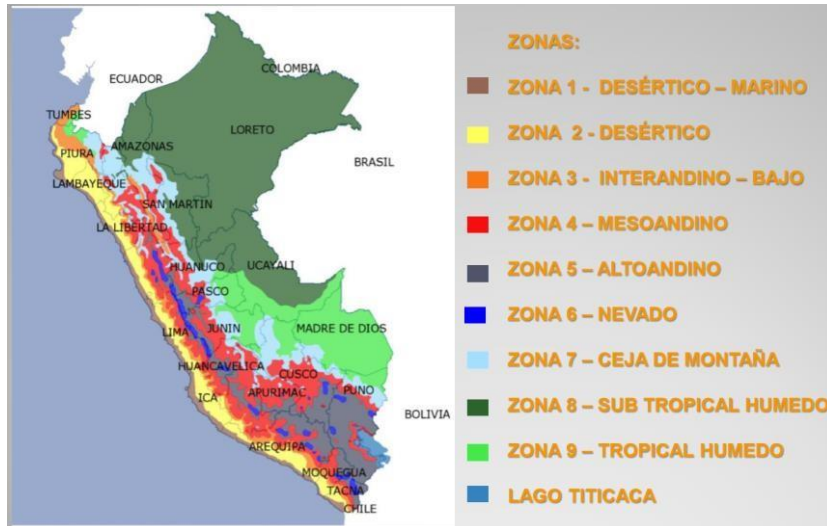 ECUADOR
COLOMBIA
TUMBES
LORETO
PIURA
AMAZONAS
BRASIL
LAMBAYEQUE
SAN MARTIN
LA LIBERTAD
HUANUCO
UCAYALI
PASCO
LIMA
JUNIN
MADRE DE DIOS
HUANCAVELICA
CUSCO
ICA
APURIMAC
PUNO
BOLIVIA
AREQUIPA
MOQUEGUA
TACNA
CHILE
ZONAS:
ZONA 1 - DESÉRTICO – MARINO
ZONA 2 - DESÉRTICO
ZONA 3 - INTERANDINO – BAJO
ZONA 4 – MESOANDINO
ZONA 5 – ALTOANDINO
ZONA 6 – NEVADO
ZONA 7 – CEJA DE MONTAÑA
ZONA 8 – SUB TROPICAL HUMEDO
ZONA 9 – TROPICAL HUMEDO
LAGO TITICACA